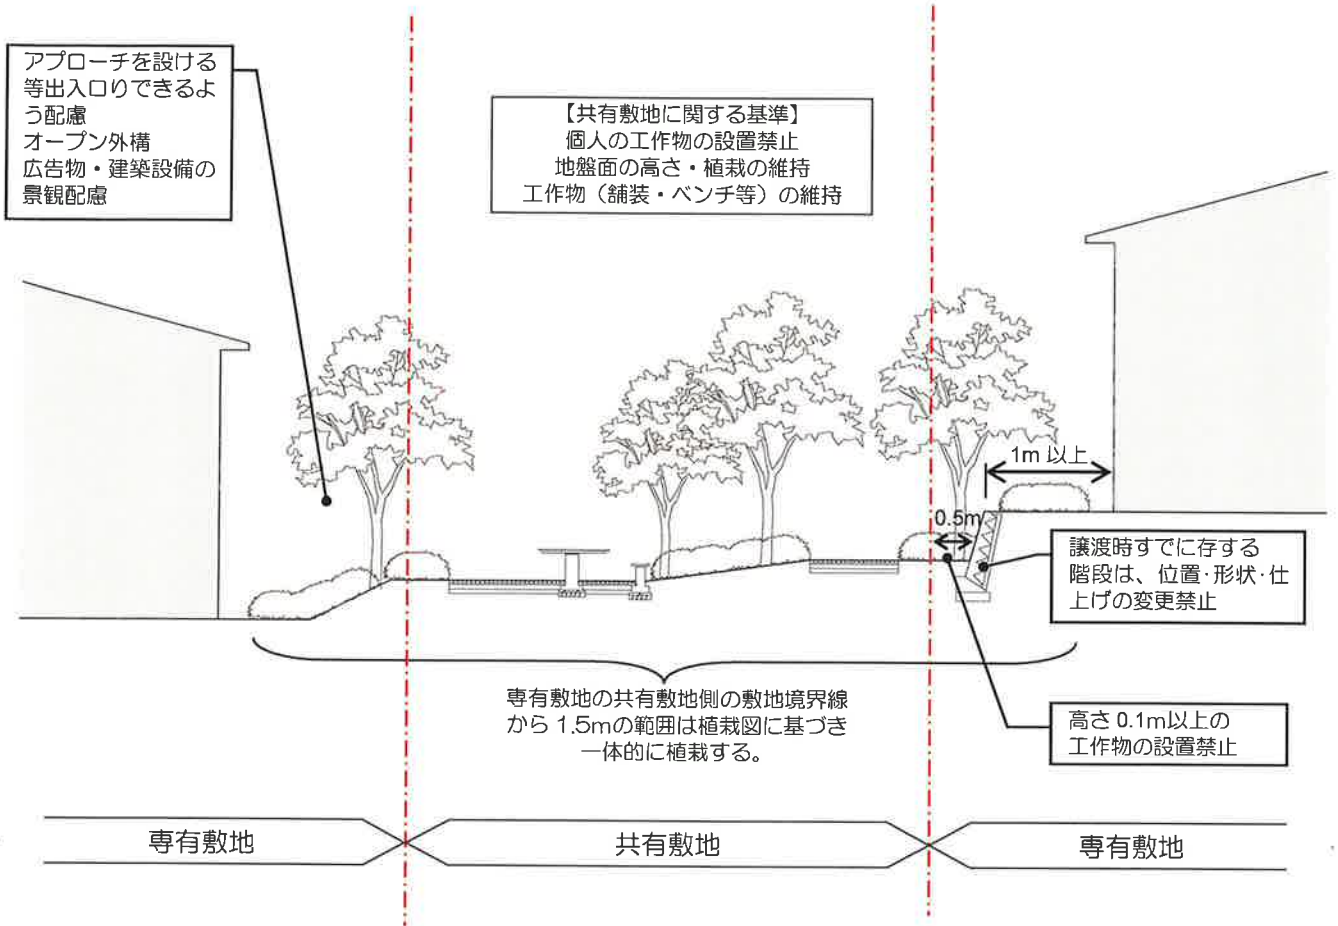 アプローチを設ける
等出入口りできるよ
う配慮
オープン外構
広告物・建築設備の
景観配慮
【共有敷地に関する基準】
個人の工作物の設置禁止
地盤面の高さ・植栽の維持
工作物（舗装・ベンチ等）の維持
1m 以上
0.5m
譲渡時すでに存する
階段は、位置・形状・仕
上げの変更禁止
専有敷地の共有敷地側の敷地境界線
から 1.5mの範囲は植栽図に基づき
一体的に植栽する。
高さ 0.1m以上の
工作物の設置禁止
専有敷地
共有敷地
専有敷地